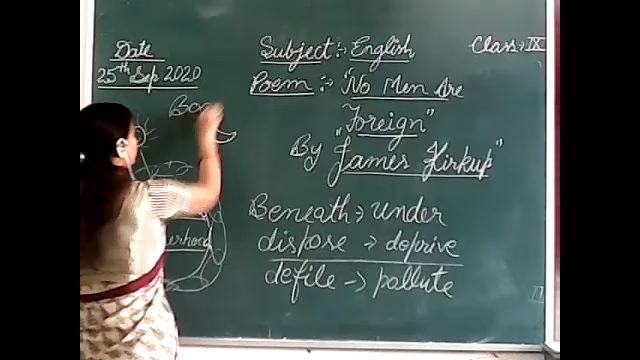 Date
25th Sep 2020
Subject :- English
Class :- IX
Poem :- "No Men Are
Foreign"
By James Kirkup"
Beneath → under
dispose → deprive
defile → pollute